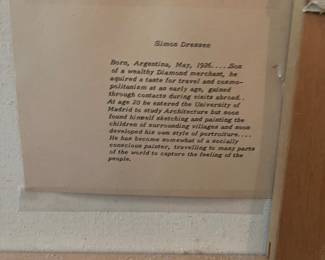 Simon Dressen
Born, Argentina, May, 1926....Son
of a wealthy Diamond merchant, he
aquired a taste for travel and cosmo-
politanism at an early age, gained
through contacts during visits abroad..
At age 20 he entered the University of
Madrid to study Architecture but soon
found himself sketching and painting the
children of surrounding villages and soon
developed his own style of portraiture....
He has become somewhat of a socially
conscious painter, travelling to many parts
of the world to capture the feeling of the
people.